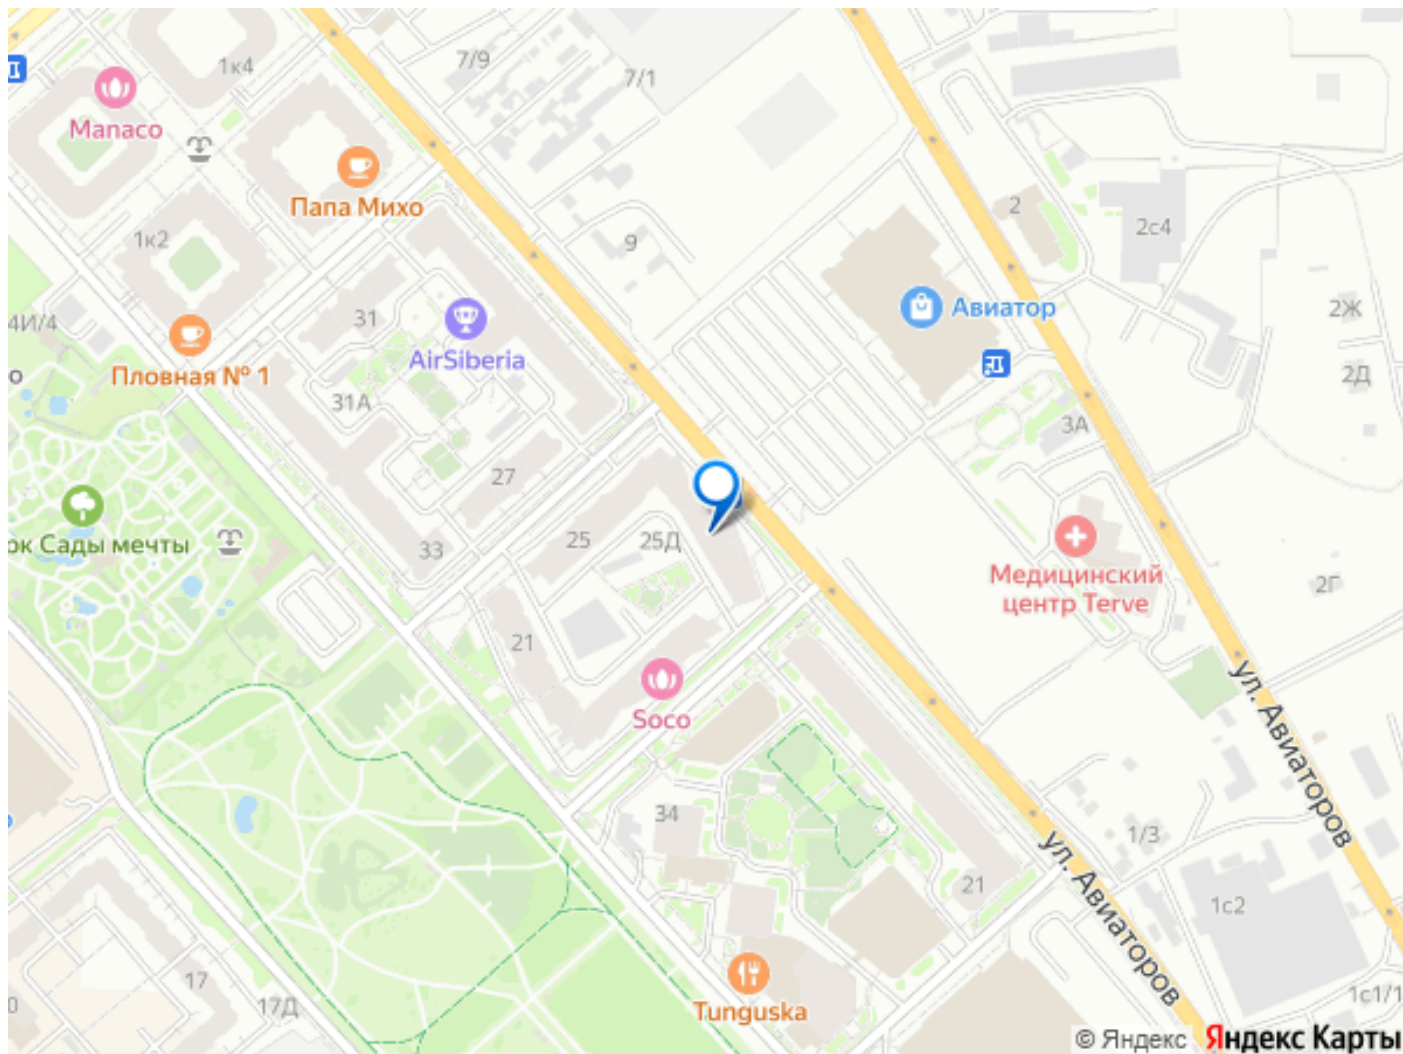 1к4
7/9
7/1
Manaco
Папа Михо
2
2с4
1к2
9
4И/4
31
Авиатор
2Ж
AirSiberia
о
Пловная № 1
2Д
31А
3А
27
ок Сады мечты
33
25
25Д
Медицинский
центр Terve
2Г
21
Soco
ул. Авиаторов
34
1/3
ул. Авиаторов
21
1с2
17
17Д
0
Tunguska
1с1/1
© Яндекс Яндекс Карты